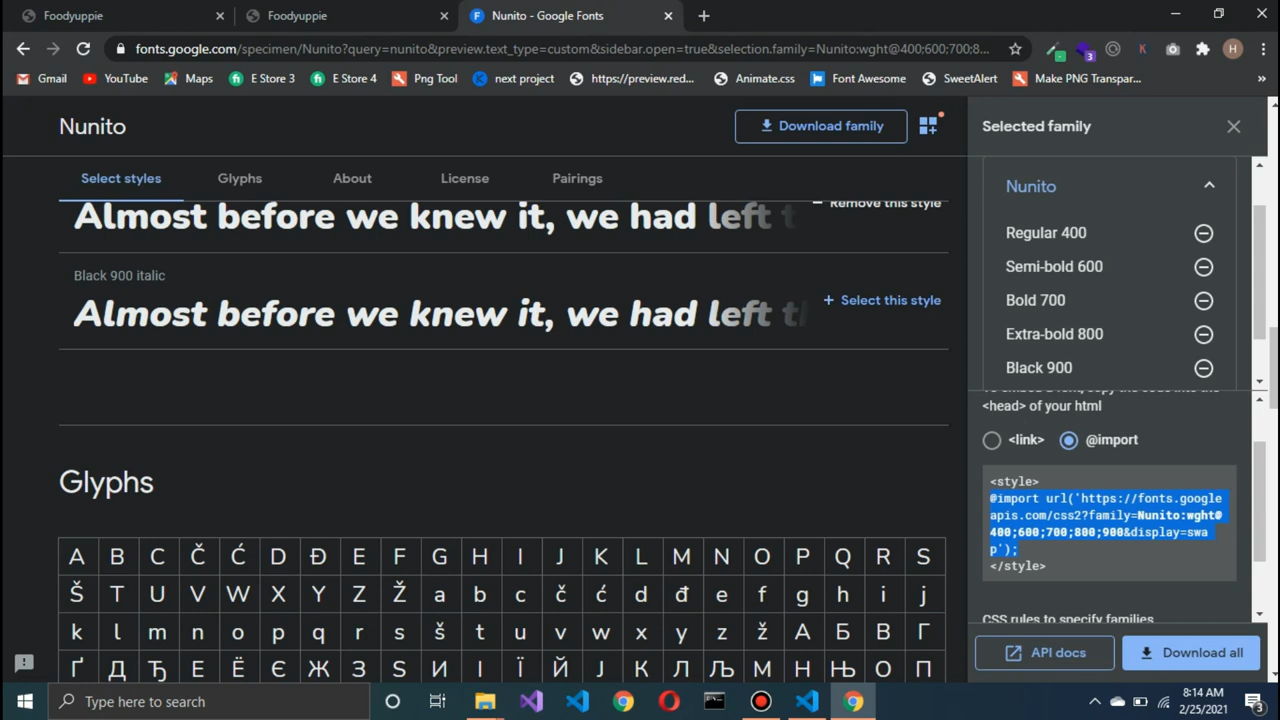 Foodyuppie
Foodyuppie
Nunito - Google Fonts
fonts.google.com/specimen/Nunito?query=nunito&preview.text_type=custom&sidebar.open=true&selection.family=Nunito:wght@400;600;700;8...
3
H
Gmail
YouTube
Maps
E Store 3
E Store 4
Png Tool
next project
https://preview.red...
Animate.css
Font Awesome
SweetAlert
Make PNG Transpar...
»
Nunito
Download family
Selected family
Select styles
Glyphs
About
License
Pairings
Nunito
Almost before we knew it, we had left t
Remove this style
Regular 400
Semi-bold 600
Black 900 italic
Almost before we knew it, we had left th
+ Select this style
Bold 700
Extra-bold 800
Black 900
<head> of your html
<link>
@import
Glyphs
<style>
@import url('https://fonts.google
apis.com/css2?family=Nunito:wght@
400;600;700;800;900&display=swa
p');
</style>
A B C Č Ć D Đ E F G H I J K L M N O P Q R S
Š T U V W X Y Z Ž a b c č ć d đ e f g h i j
k l m n o p q r s š t u v w x y z ž А Б В Г
Ґ Д Ђ Е Ё Є Ж З Ѕ И І Ї Й Ј К Л Љ М Н Њ О П
CSS rules to specify families
API docs
Download all
Type here to search
8:14 AM
2/25/2021
3